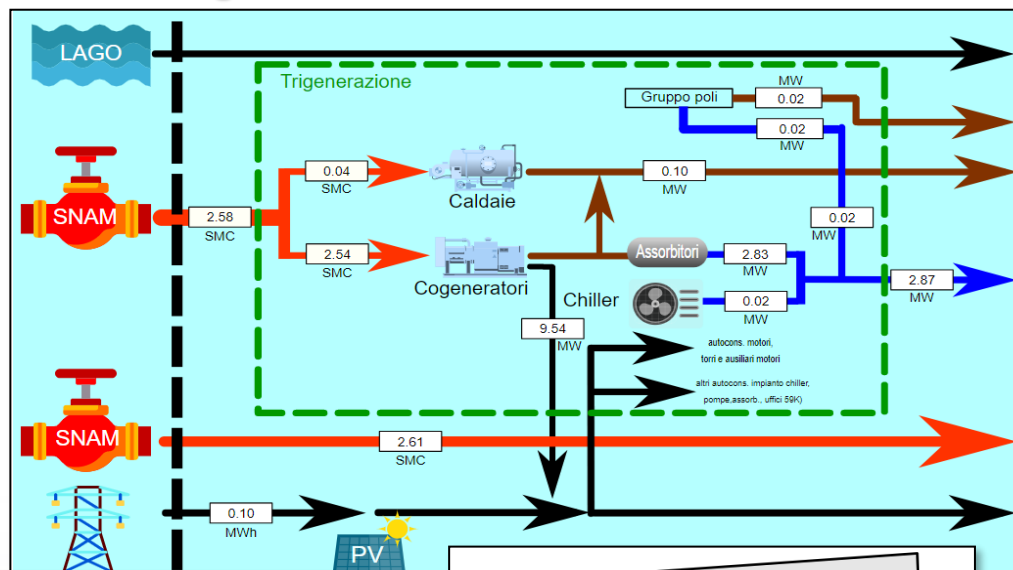 LAGO
Trigenerazione
MW
Gruppo poli
0.02
0.02
MW
0.04
SMC
Caldaie
0.10
MW
SNAM
2.58
SMC
0.02
MW
2.54
SMC
Cogeneratori
Assorbitori
2.83
MW
2.87
MW
Chiller
0.02
MW
9.54
MW
autocons. motori,
torri e ausiliari motori
altri autocons. impianto chiller,
pompe,assorb., uffici 59K)
SNAM
2.61
SMC
0.10
MWh
PV